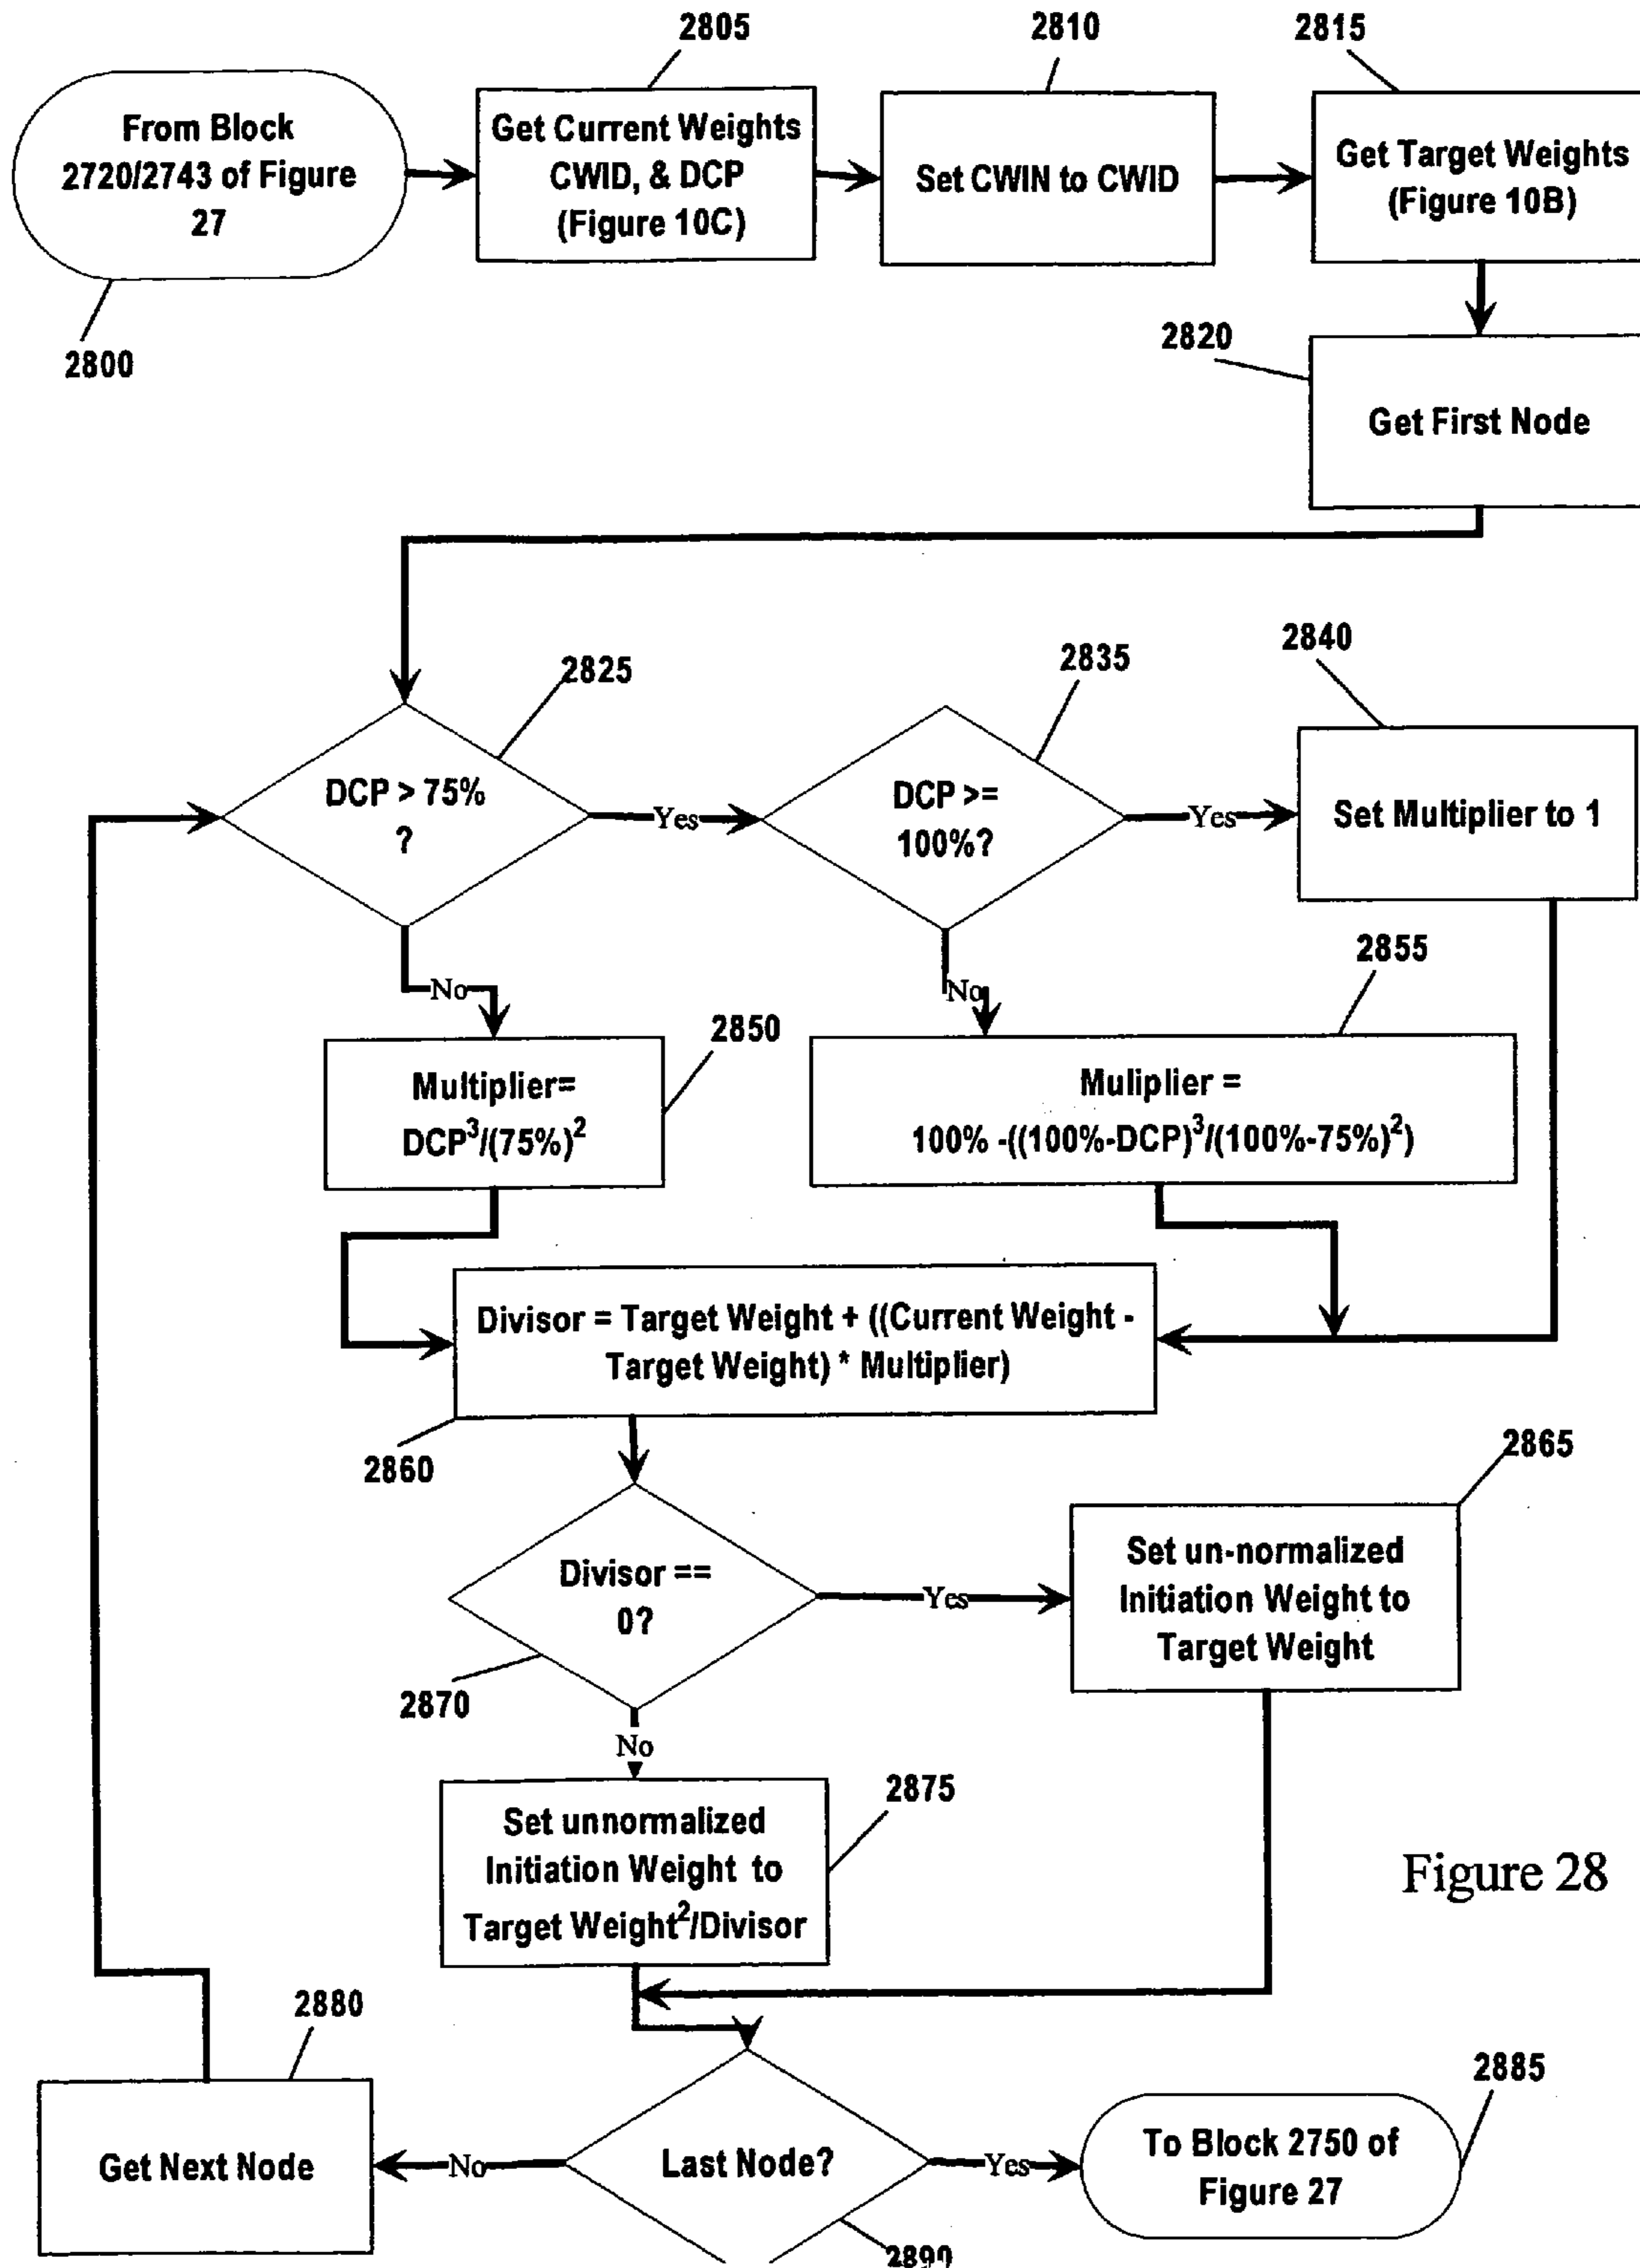 2805
2810
2815
From Block
2720/2743 of Figure
27
Get Current Weights
CWID, & DCP
(Figure 10C)
Set CWIN to CWID
Get Target Weights
(Figure 10B)
2800
2820
Get First Node
2825
2835
2840
DCP > 75%
?
Yes
DCP >=
100%?
Yes
Set Multiplier to 1
No
No
2850
2855
Multiplier=
DCP³/(75%)²
Muliplier =
100% -((100%-DCP)³/(100%-75%)²)
Divisor = Target Weight + ((Current Weight -
Target Weight) * Multiplier)
2860
2865
Divisor ==
0?
Yes
Set un-normalized
Initiation Weight to
Target Weight
2870
No
2875
Set unnormalized
Initiation Weight to
Target Weight²/Divisor
Figure 28
2880
2885
Get Next Node
No
Last Node?
Yes
To Block 2750 of
Figure 27
2890